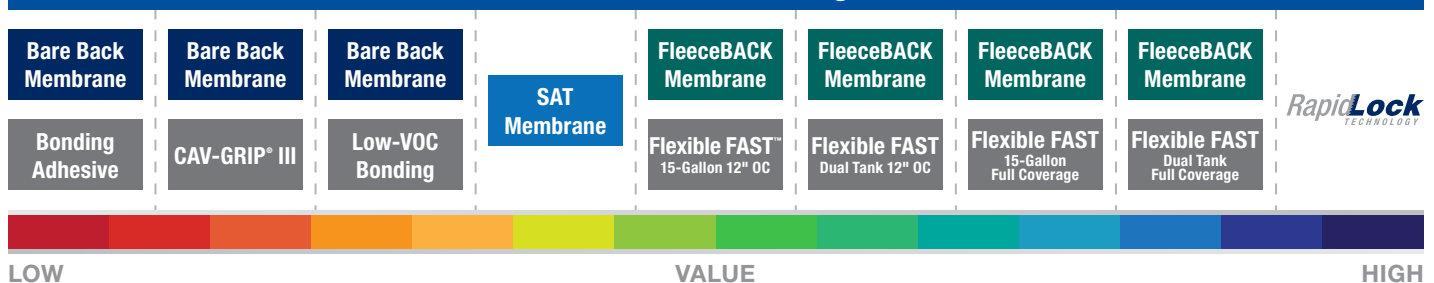 Bare Back
Membrane
Bonding
Adhesive
Bare Back
Membrane
CAV-GRIP® III
Bare Back
Membrane
Low-VOC
Bonding
SAT
Membrane
FleeceBACK
Membrane
Flexible FAST™
15-Gallon 12" OC
FleeceBACK
Membrane
Flexible FAST
Dual Tank 12" OC
FleeceBACK
Membrane
Flexible FAST
15-Gallon
Full Coverage
FleeceBACK
Membrane
Flexible FAST
Dual Tank
Full Coverage
RapidLock
TECHNOLOGY
LOW VALUE HIGH